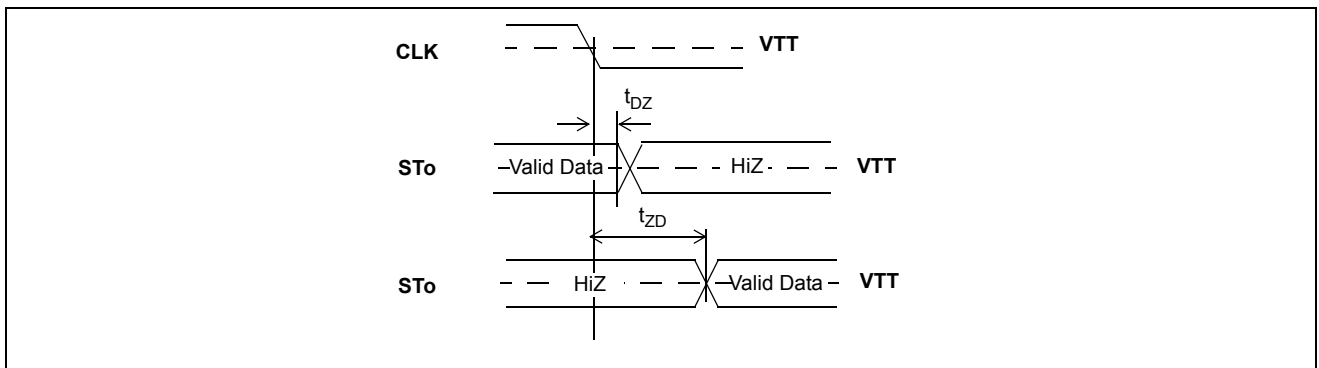 CLK VTT
tDZ
STo Valid Data HiZ VTT
tZD
STo HiZ Valid Data VTT